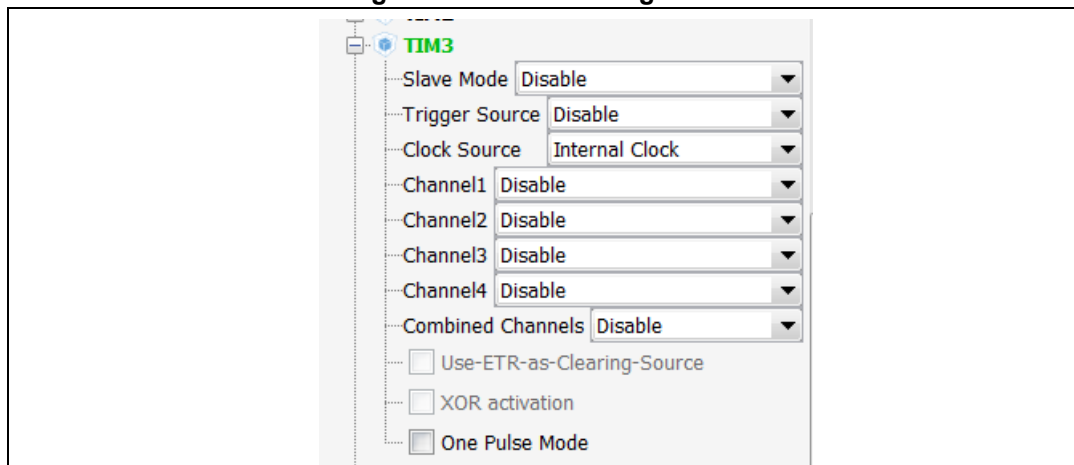 TIM3
Slave Mode Disable
Trigger Source Disable
Clock Source Internal Clock
Channel1 Disable
Channel2 Disable
Channel3 Disable
Channel4 Disable
Combined Channels Disable
Use-ETR-as-Clearing-Source
XOR activation
One Pulse Mode